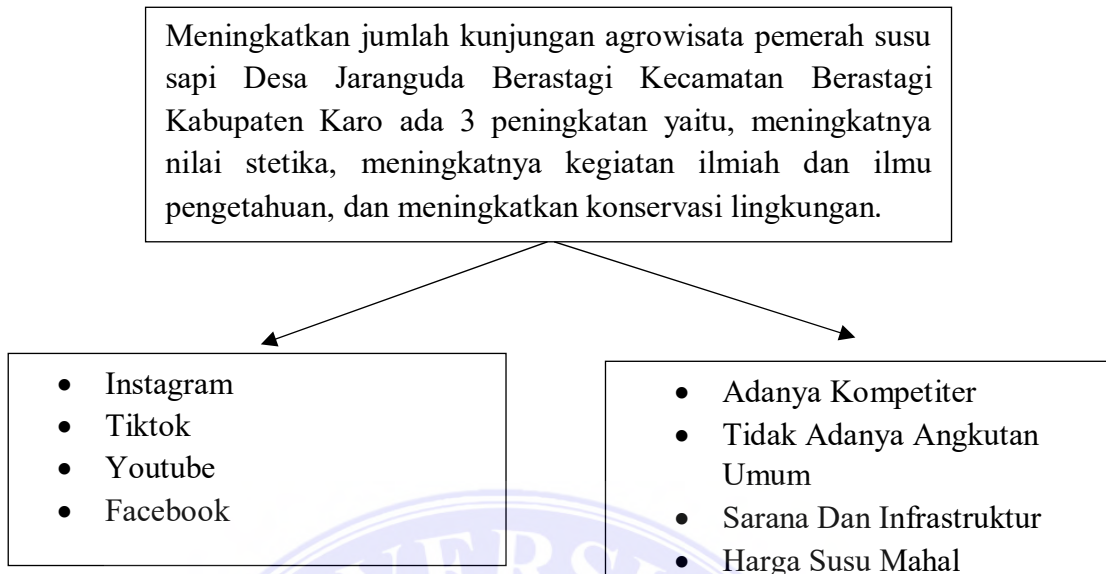 Meningkatkan jumlah kunjungan agrowisata pemerah susu
sapi Desa Jaranguda Berastagi Kecamatan Berastagi
Kabupaten Karo ada 3 peningkatan yaitu, meningkatnya
nilai stetika, meningkatnya kegiatan ilmiah dan ilmu
pengetahuan, dan meningkatkan konservasi lingkungan.
• Instagram
• Tiktok
• Youtube
• Facebook
• Adanya Kompetiter
• Tidak Adanya Angkutan
Umum
• Sarana Dan Infrastruktur
• Harga Susu Mahal